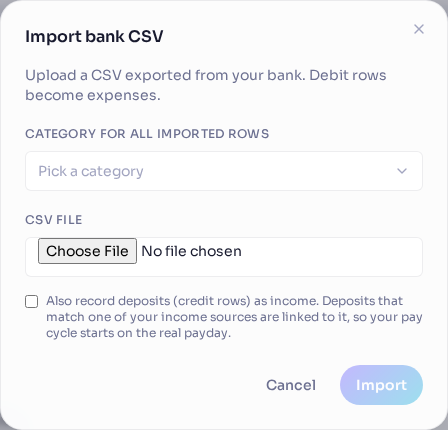 Import bank CSV
Upload a CSV exported from your bank. Debit rows
become expenses.
CATEGORY FOR ALL IMPORTED ROWS
Pick a category
CSV FILE
Choose File No file chosen
Also record deposits (credit rows) as income. Deposits that
match one of your income sources are linked to it, so your pay
cycle starts on the real payday.
Cancel Import